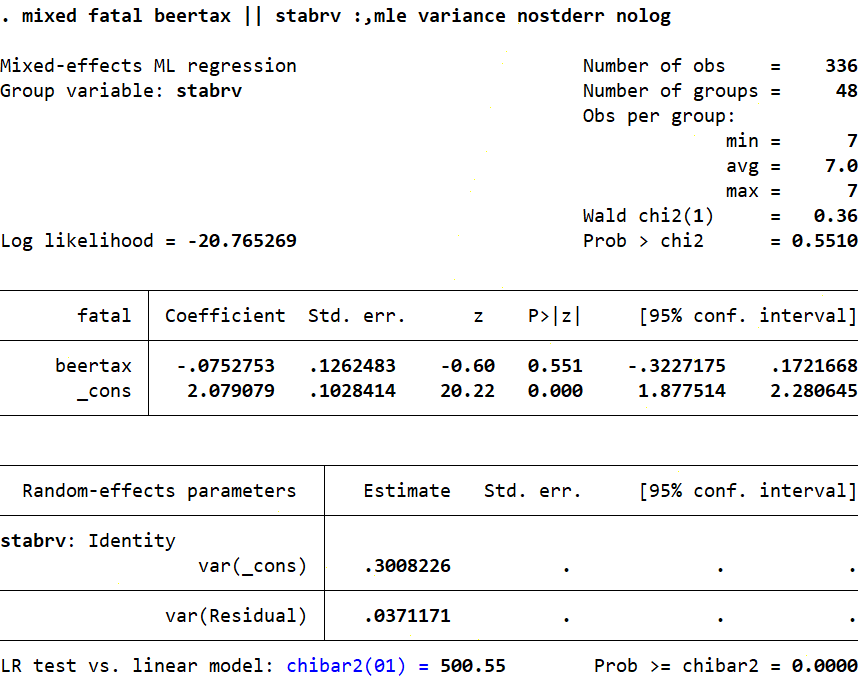 . mixed fatal beertax || stabrv :,mle variance nostderr nolog
Mixed-effects ML regression Number of obs = 336
Group variable: stabrv Number of groups = 48
Obs per group:
min = 7
avg = 7.0
max = 7
Wald chi2(1) = 0.36
Log likelihood = -20.765269 Prob > chi2 = 0.5510
fatal Coefficient Std. err. z P>|z| [95% conf. interval]
beertax -.0752753 .1262483 -0.60 0.551 -.3227175 .1721668
_cons 2.079079 .1028414 20.22 0.000 1.877514 2.280645
Random-effects parameters Estimate Std. err. [95% conf. interval]
stabrv: Identity
var(_cons) .3008226 . . .
var(Residual) .0371171 . . .
LR test vs. linear model: chibar2(01) = 500.55 Prob >= chibar2 = 0.0000